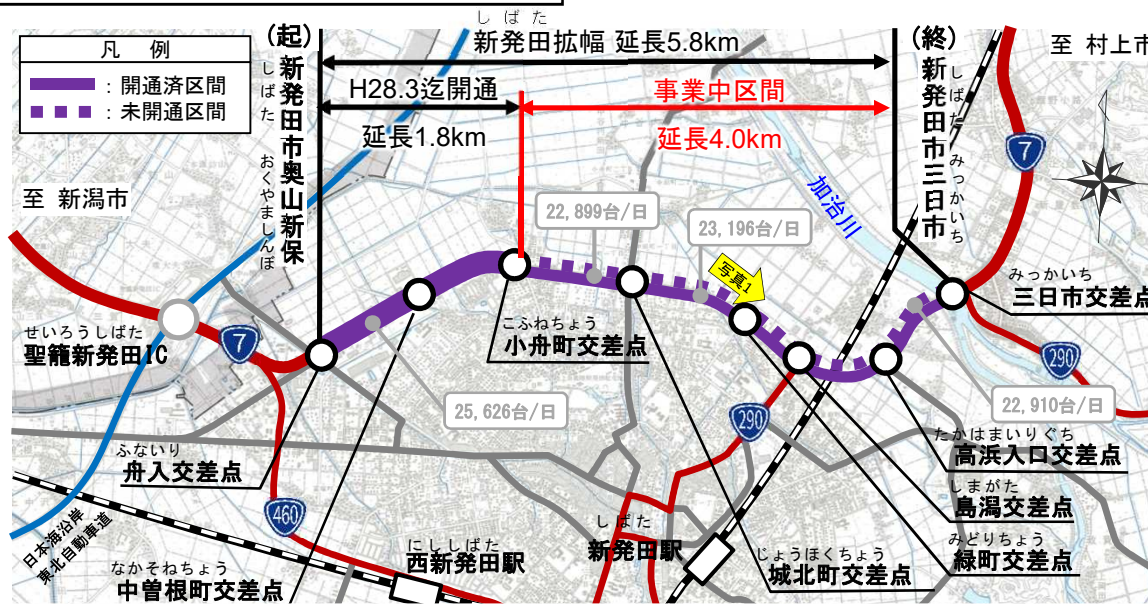 しばた
新発田拡幅 延長5.8km
凡 例
：開通済区間
：未開通区間
(起)
新発田市奥山新保
しばた おくやましんぼ
H28.3迄開通
延長1.8km
事業中区間
延長4.0km
(終)
新発田市三日市
しばた みっかいち
至 村上市
7
至 新潟市
加治川
22,899台/日
23,196台/日
写真1
みっかいち
三日市交差点
せいろうしばた
聖籠新発田IC
7
こふねちょう
小舟町交差点
290
25,626台/日
290
22,910台/日
たかはまいりぐち
高浜入口交差点
ふないり
舟入交差点
しまがた
島潟交差点
460
しばた
新発田駅
みどりちょう
緑町交差点
日本海沿岸
東北自動車道
にししばた
西新発田駅
じょうほくちょう
城北町交差点
なかそねちょう
中曽根町交差点